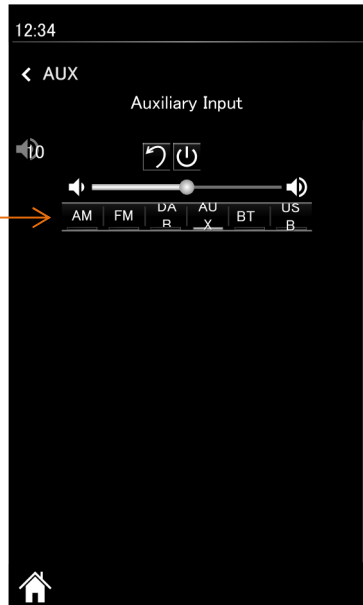 12:34
AUX
Auxiliary Input
10
AM FM DA B AU X BT US B